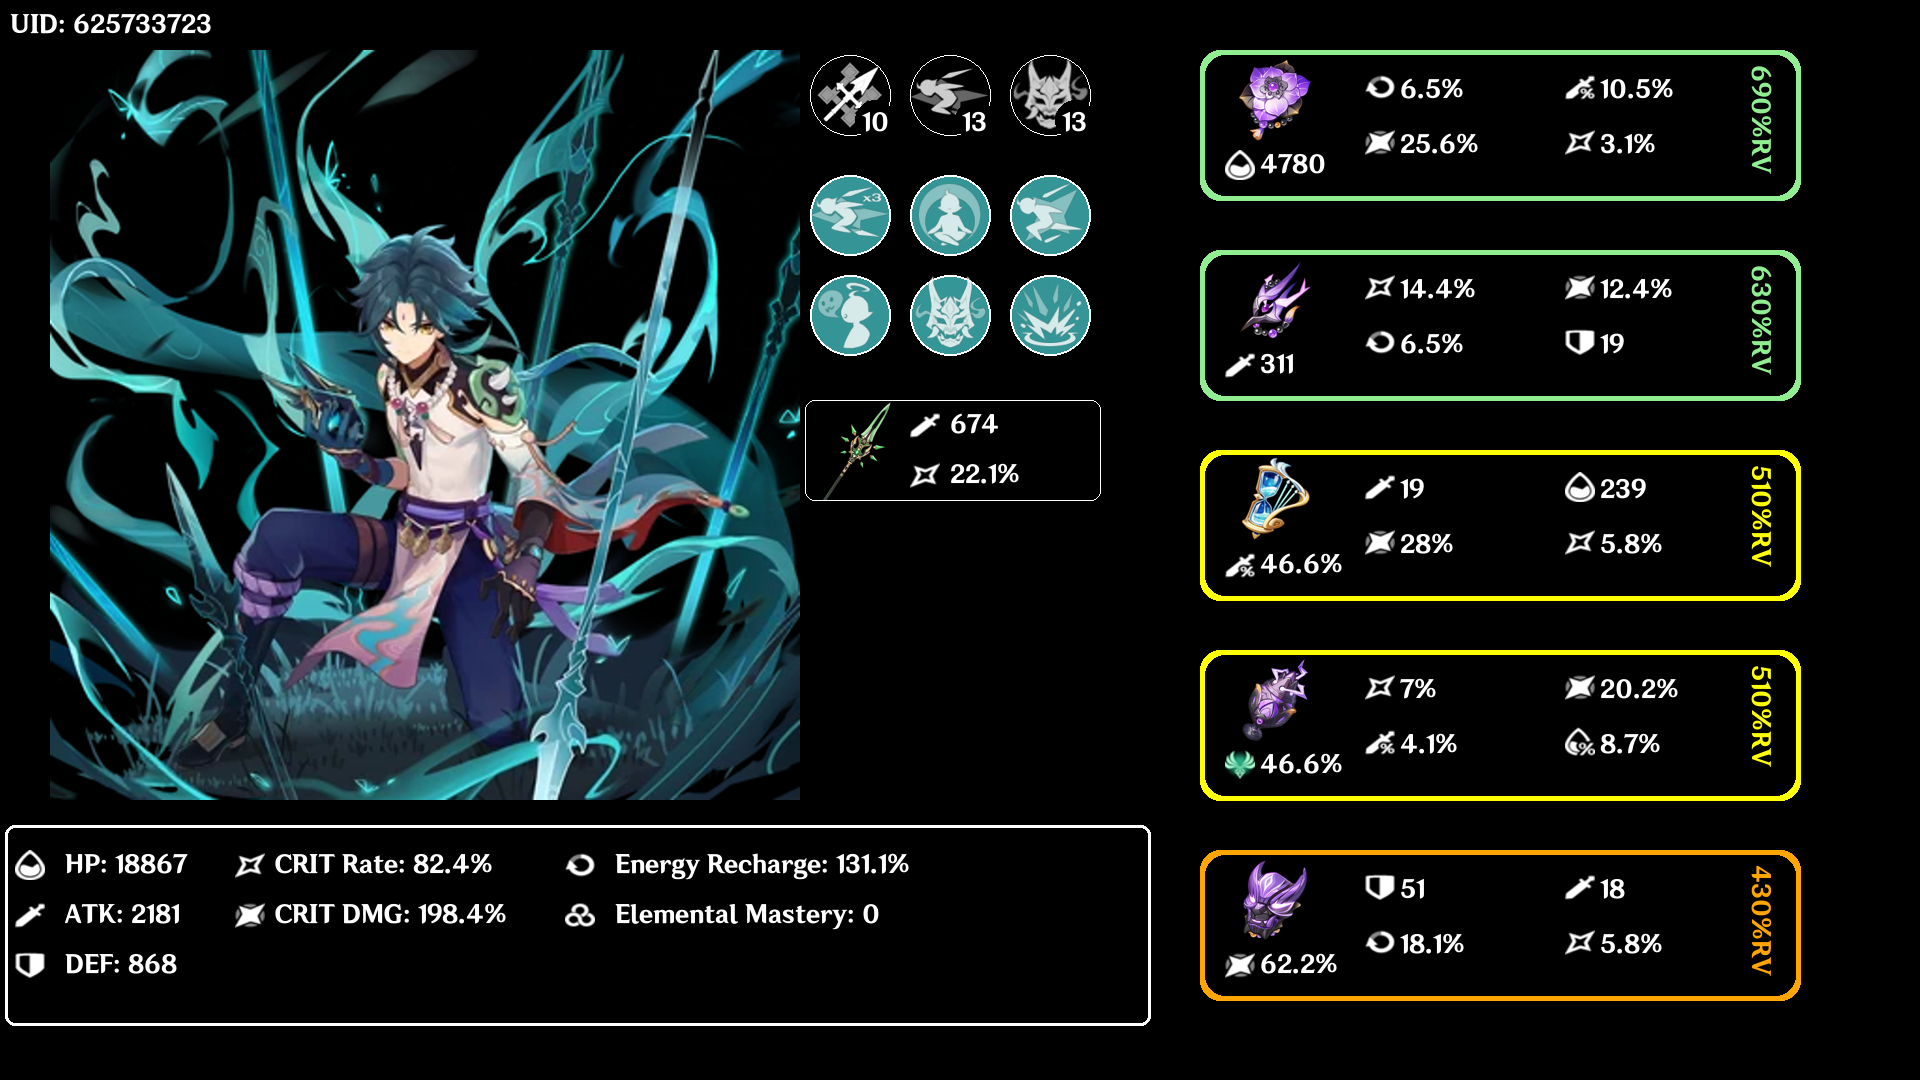 UID: 625733723
10
13
13
x3
674
22.1%
HP: 18867
CRIT Rate: 82.4%
Energy Recharge: 131.1%
ATK: 2181
CRIT DMG: 198.4%
Elemental Mastery: 0
DEF: 868
6.5%
10.5%
25.6%
3.1%
4780
690%RV
14.4%
12.4%
6.5%
19
311
630%RV
19
239
28%
5.8%
46.6%
510%RV
7%
20.2%
4.1%
8.7%
46.6%
510%RV
51
18
18.1%
5.8%
62.2%
430%RV